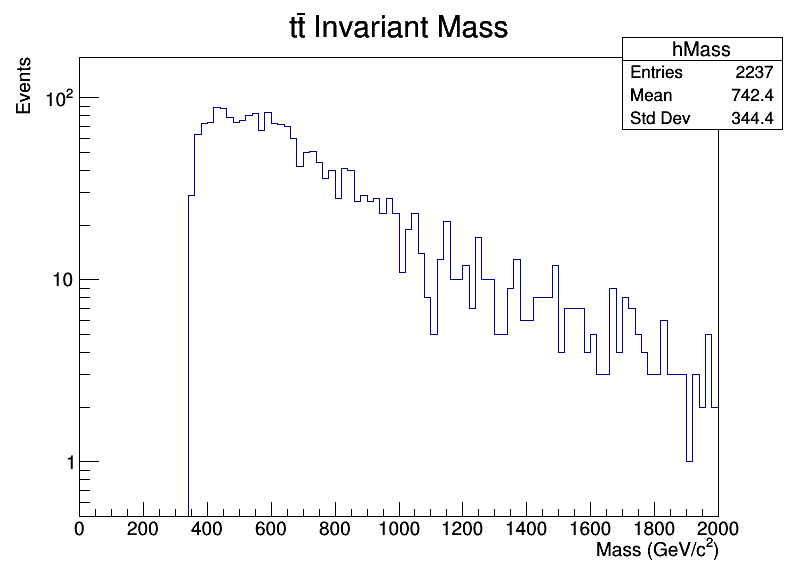 tt̄ Invariant Mass
hMass
Entries 2237
Mean 742.4
Std Dev 344.4
Events
10²
10
1
0 200 400 600 800 1000 1200 1400 1600 1800 2000
Mass (GeV/c²)